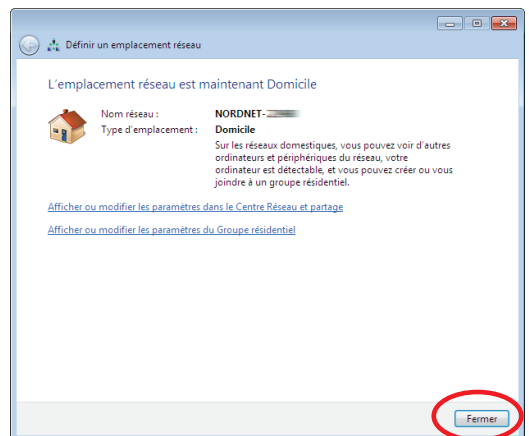 Définir un emplacement réseau
L'emplacement réseau est maintenant Domicile
Nom réseau : NORDNET-
Type d'emplacement : Domicile
Sur les réseaux domestiques, vous pouvez voir d'autres
ordinateurs et périphériques du réseau, votre
ordinateur est détectable, et vous pouvez créer ou vous
joindre à un groupe résidentiel.
Afficher ou modifier les paramètres dans le Centre Réseau et partage
Afficher ou modifier les paramètres du Groupe résidentiel
Fermer